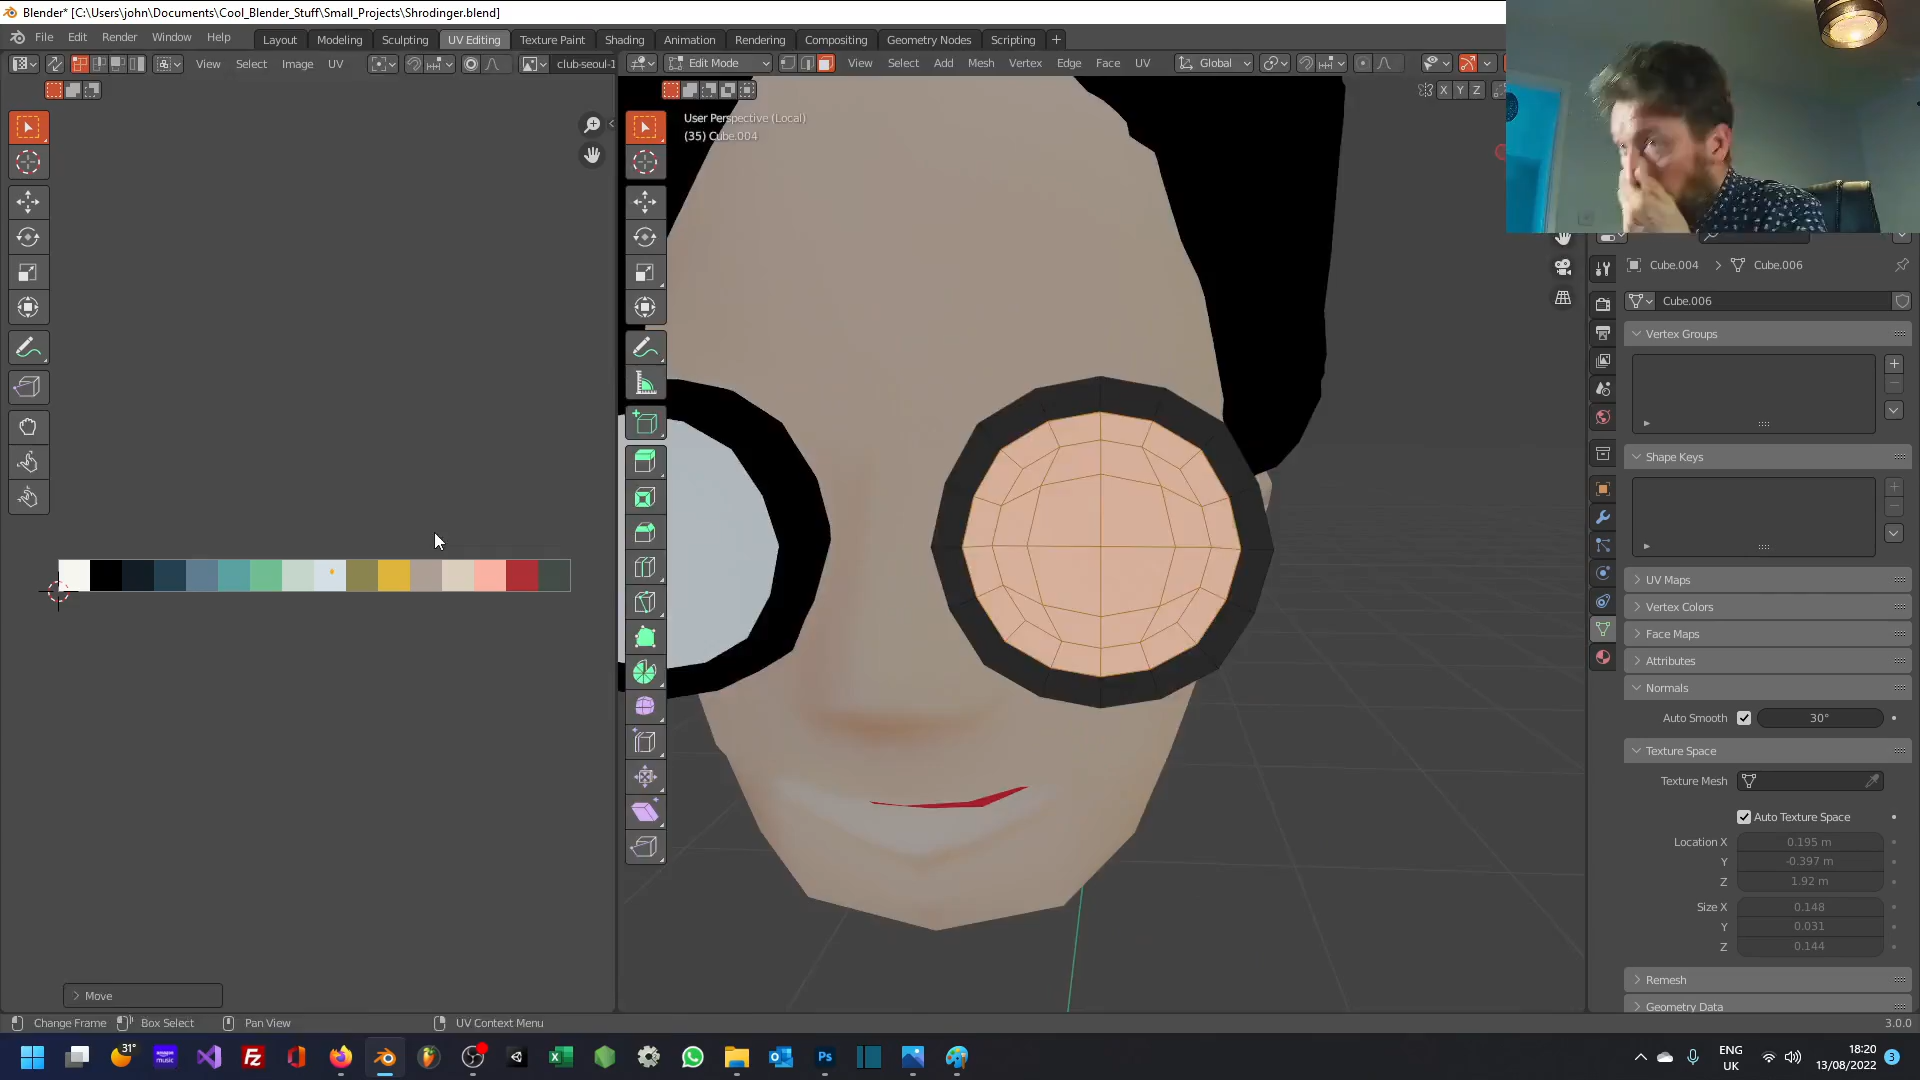 Blender* [C:\Users\john\Documents\Cool_Blender_Stuff\Small_Projects\Shrodinger.blend]
File Edit Render Window Help Layout Modeling Sculpting UV Editing Texture Paint Shading Animation Rendering Compositing Geometry Nodes Scripting +
View Select Image UV club-seoul-1 Edit Mode View Select Add Mesh Vertex Edge Face UV Global
X Y Z
User Perspective (Local)
(35) Cube.004
Cube.004 > Cube.006
Cube.006
Vertex Groups
Shape Keys
UV Maps
Vertex Colors
Face Maps
Attributes
Normals
Auto Smooth 30°
Texture Space
Texture Mesh
Auto Texture Space
Location X 0.195 m
Y -0.397 m
Z 1.92 m
Size X 0.148
Y 0.031
Z 0.144
Remesh
Geometry Data
Move
Change Frame Box Select Pan View UV Context Menu 3.0.0
31° amazon music Fz Ps ENG UK 18:20 13/08/2022 3